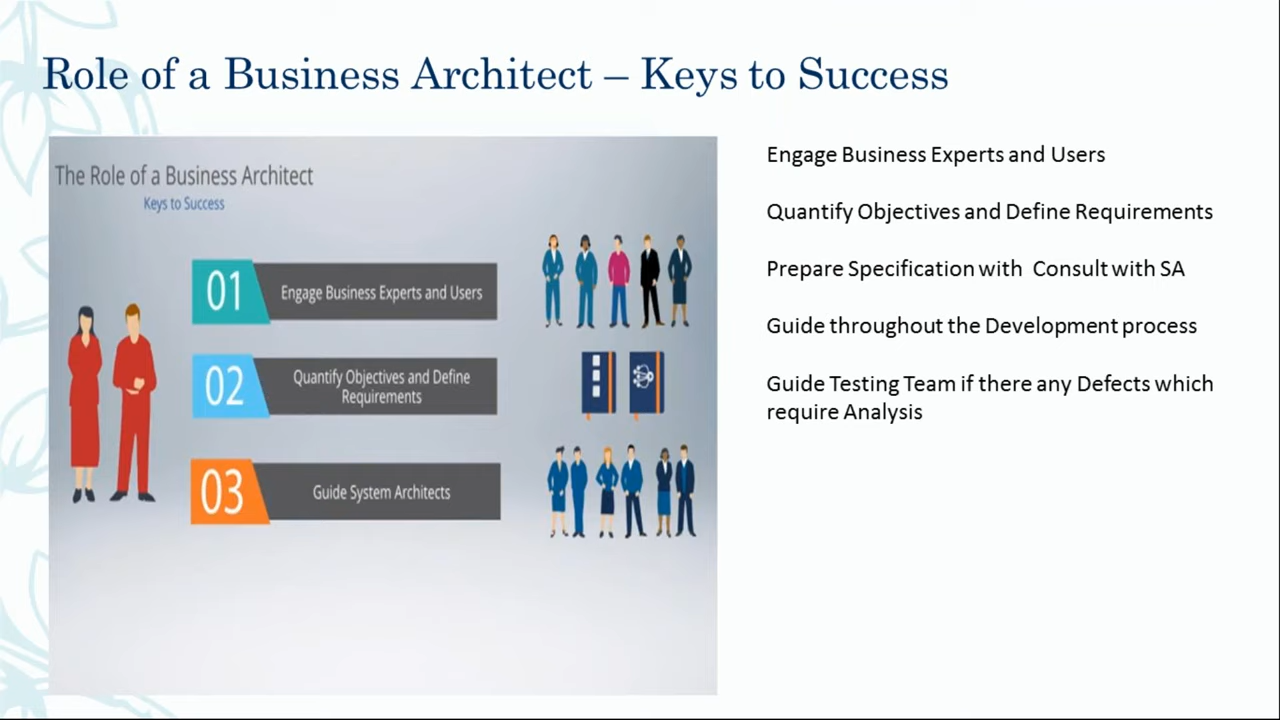 Role of a Business Architect – Keys to Success
The Role of a Business Architect
Keys to Success
01
Engage Business Experts and Users
02
Quantify Objectives and Define
Requirements
03
Guide System Architects
Engage Business Experts and Users
Quantify Objectives and Define Requirements
Prepare Specification with  Consult with SA
Guide throughout the Development process
Guide Testing Team if there any Defects which
require Analysis